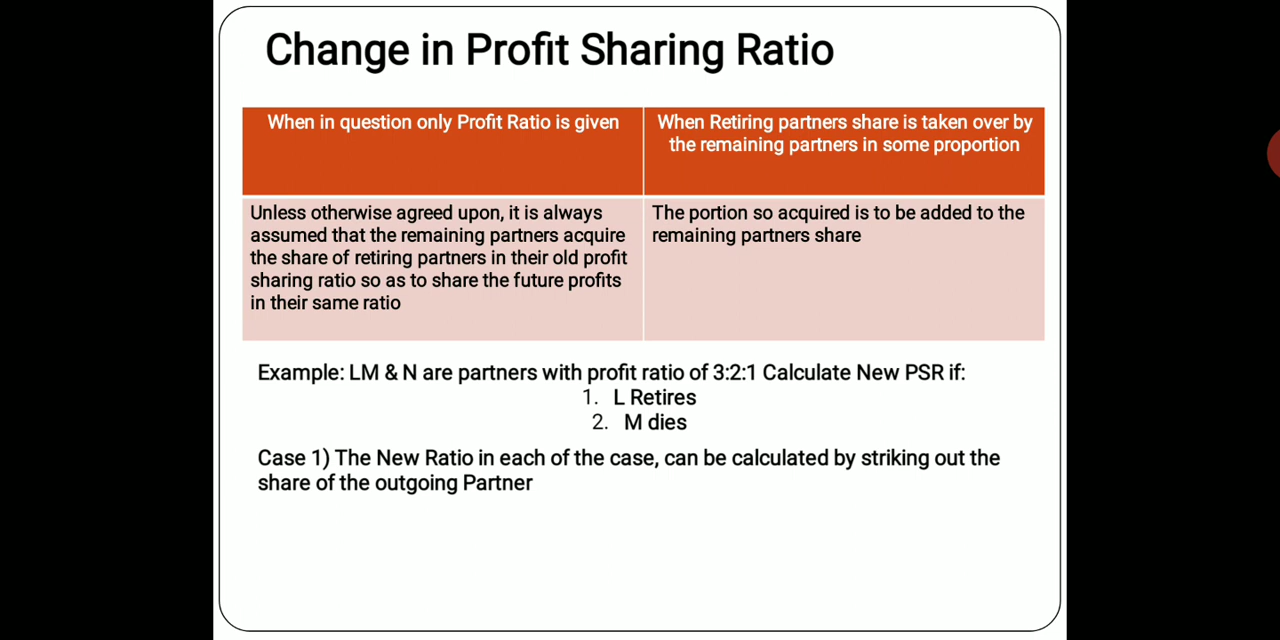 Change in Profit Sharing Ratio
When in question only Profit Ratio is given
When Retiring partners share is taken over by
the remaining partners in some proportion
Unless otherwise agreed upon, it is always
assumed that the remaining partners acquire
the share of retiring partners in their old profit
sharing ratio so as to share the future profits
in their same ratio
The portion so acquired is to be added to the
remaining partners share
Example: LM & N are partners with profit ratio of 3:2:1 Calculate New PSR if:
1. L Retires
2. M dies
Case 1) The New Ratio in each of the case, can be calculated by striking out the
share of the outgoing Partner